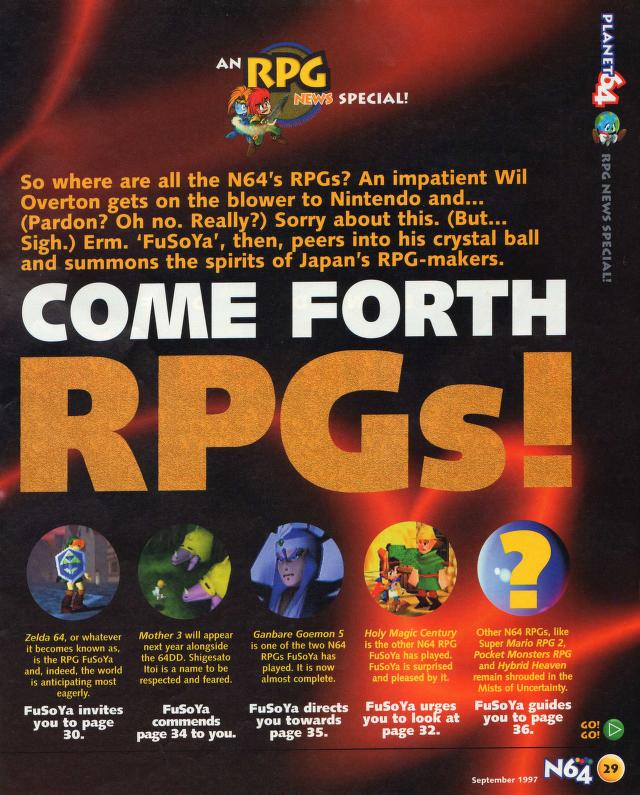 AN RPG NEWS SPECIAL!
PLANET 64
RPG NEWS SPECIAL!
So where are all the N64's RPGs? An impatient Wil
Overton gets on the blower to Nintendo and...
(Pardon? Oh no. Really?) Sorry about this. (But...
Sigh.) Erm. 'FuSoYa', then, peers into his crystal ball
and summons the spirits of Japan's RPG-makers.
COME FORTH
RPGs!
Zelda 64, or whatever
it becomes known as,
is the RPG FuSoYa
and, indeed, the world
is anticipating most
eagerly.
FuSoYa invites
you to page
30.
Mother 3 will appear
next year alongside
the 64DD. Shigesato
Itoi is a name to be
respected and feared.
FuSoYa
commends
page 34 to you.
Ganbare Goemon 5
is one of the two N64
RPGs FuSoYa has
played. It is now
almost complete.
FuSoYa directs
you towards
page 35.
Holy Magic Century
is the other N64 RPG
FuSoYa has played.
FuSoYa is surprised
and pleased by it.
FuSoYa urges
you to look at
page 32.
?
Other N64 RPGs, like
Super Mario RPG 2,
Pocket Monsters RPG
and Hybrid Heaven
remain shrouded in the
Mists of Uncertainty.
FuSoYa guides
you to page
36.
GO!
GO!
September 1997 N64 29